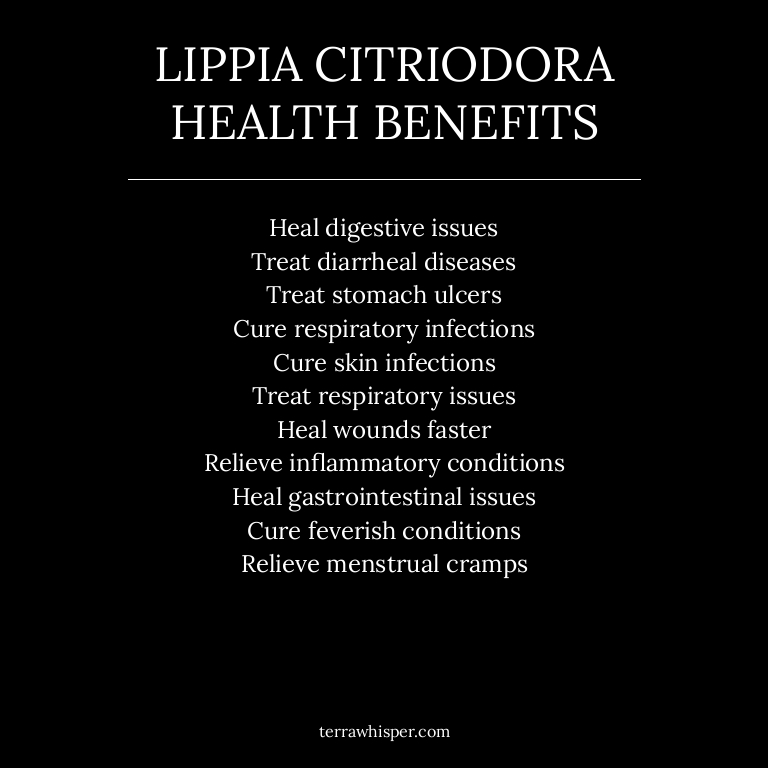 LIPPIA CITRIODORA
HEALTH BENEFITS
Heal digestive issues
Treat diarrheal diseases
Treat stomach ulcers
Cure respiratory infections
Cure skin infections
Treat respiratory issues
Heal wounds faster
Relieve inflammatory conditions
Heal gastrointestinal issues
Cure feverish conditions
Relieve menstrual cramps
terrawhisper.com